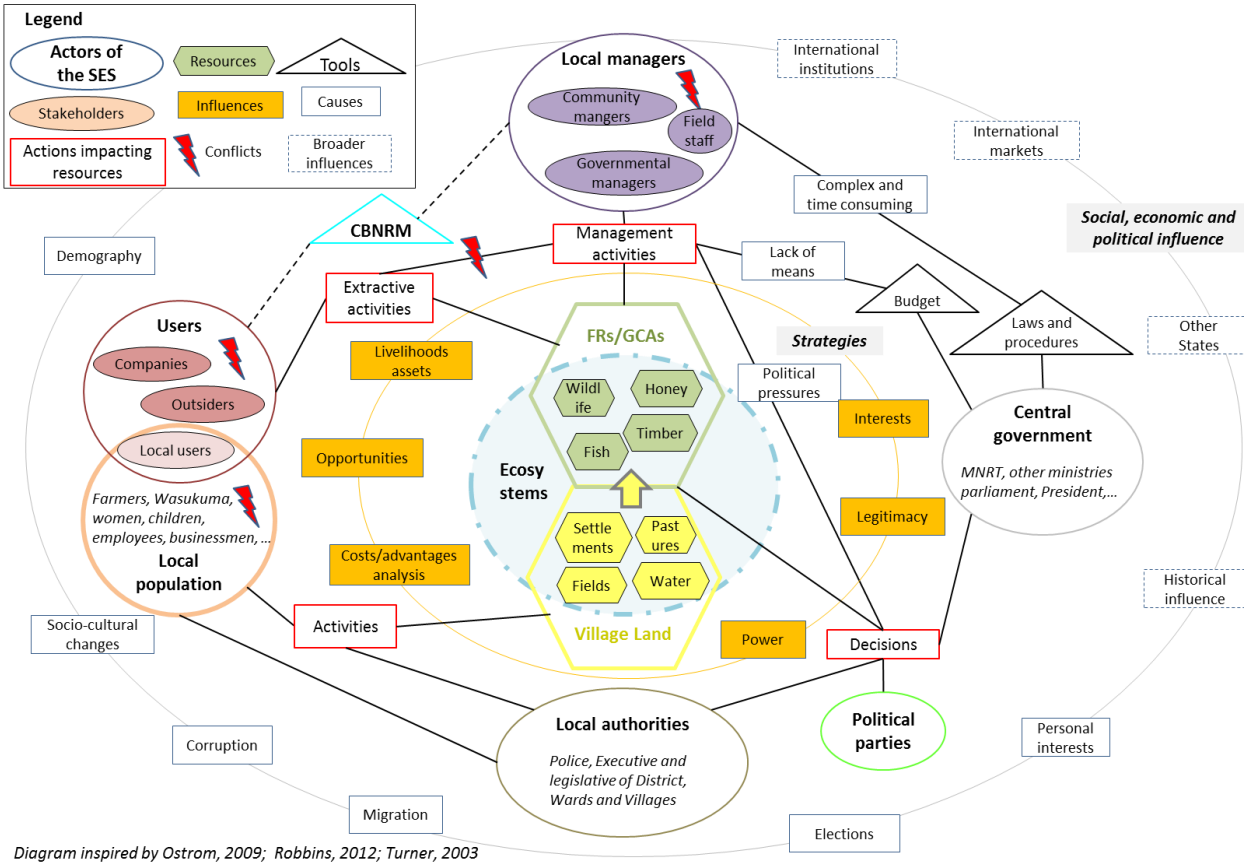 Legend
Actors of
the SES
Resources
Tools
Stakeholders
Influences
Causes
Actions impacting
resources
Conflicts
Broader
influences
Local managers
Community
mangers
Field
staff
Governmental
managers
International
institutions
International
markets
Complex and
time consuming
Social, economic and
political influence
CBNRM
Management
activities
Lack of
means
Demography
Extractive
activities
Budget
Laws and
procedures
Other
States
Users
Companies
Outsiders
Local users
Livelihoods
assets
FRs/GCAs
Strategies
Political
pressures
Wildl
ife
Honey
Timber
Fish
Interests
Central
government
MNRT, other ministries
parliament, President,...
Opportunities
Ecosy
stems
Legitimacy
Farmers, Wasukuma,
women, children,
employees, businessmen, ...
Local
population
Costs/advantages
analysis
Settle
ments
Past
ures
Fields
Water
Historical
influence
Socio-cultural
changes
Activities
Village Land
Power
Decisions
Local authorities
Police, Executive and
legislative of District,
Wards and Villages
Political
parties
Personal
interests
Corruption
Migration
Elections
Diagram inspired by Ostrom, 2009; Robbins, 2012; Turner, 2003